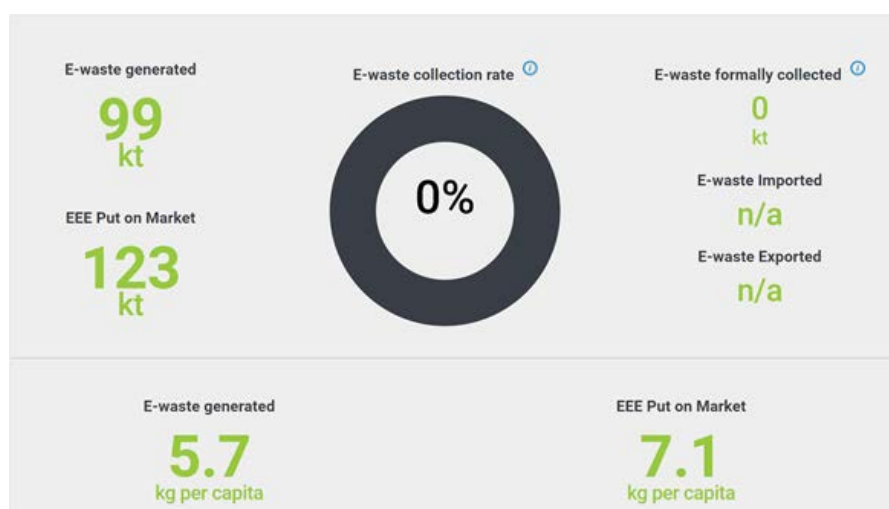 E-waste generated
99
kt
EEE Put on Market
123
kt
E-waste collection rate
0%
E-waste formally collected
0
kt
E-waste Imported
n/a
E-waste Exported
n/a
E-waste generated
5.7
kg per capita
EEE Put on Market
7.1
kg per capita